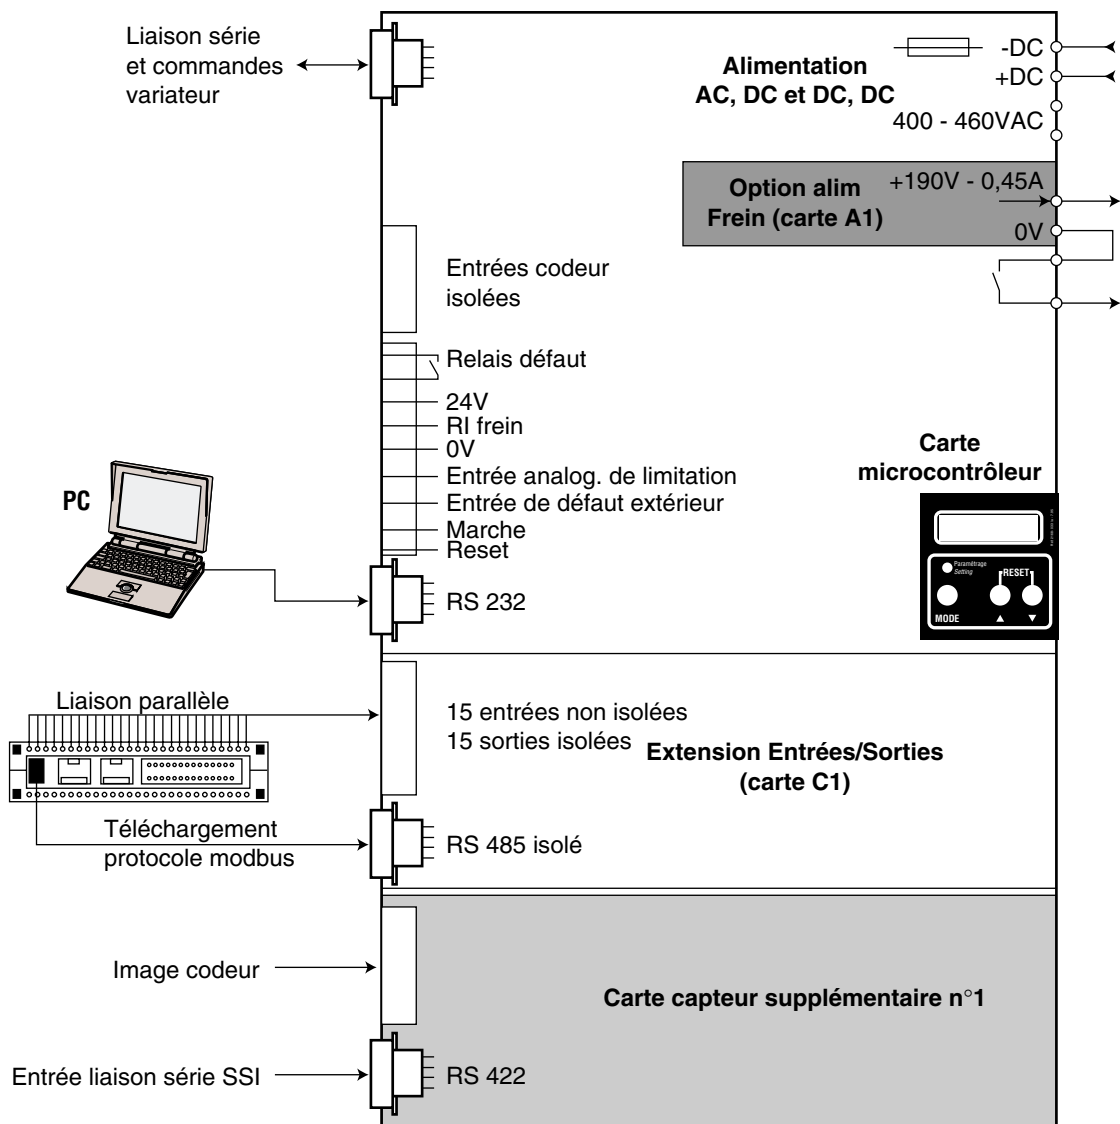 Liaison série
et commandes
variateur
-DC
+DC
Alimentation
AC, DC et DC, DC
400 - 460VAC
Option alim
Frein (carte A1)
+190V - 0,45A
0V
Entrées codeur
isolées
Relais défaut
24V
RI frein
0V
Entrée analog. de limitation
Entrée de défaut extérieur
Marche
Reset
PC
RS 232
Carte
microcontrôleur
Paramétrage
Setting
RESET
MODE
Liaison parallèle
15 entrées non isolées
15 sorties isolées
Extension Entrées/Sorties
(carte C1)
Téléchargement
protocole modbus
RS 485 isolé
Image codeur
Carte capteur supplémentaire n°1
Entrée liaison série SSI
RS 422